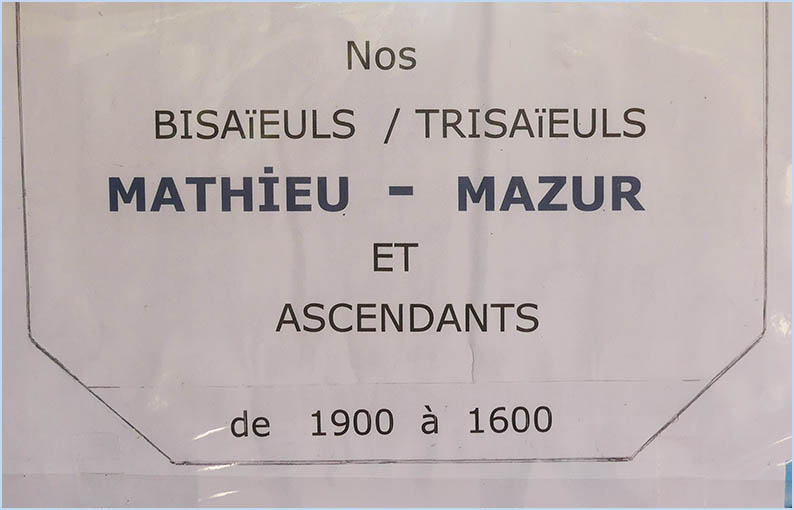 Nos
BISAïEULS / TRISAïEULS
MATHİEU - MAZUR
ET
ASCENDANTS
de 1900 à 1600